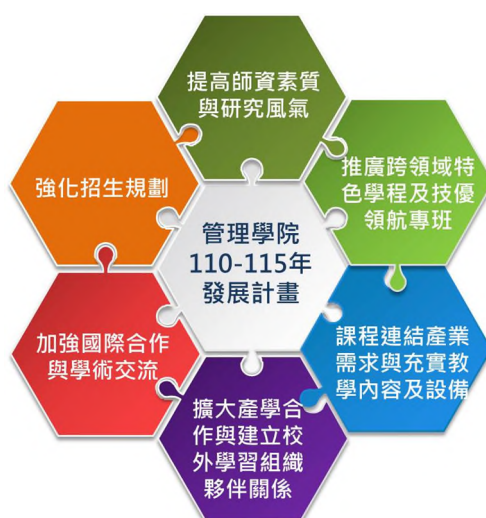 提高師資素質
與研究風氣
推廣跨領域特
色學程及技優
領航專班
強化招生規劃
管理學院
110-115年
發展計畫
加強國際合作
與學術交流
課程連結產業
需求與充實教
學內容及設備
擴大產學合
作與建立校
外學習組織
夥伴關係